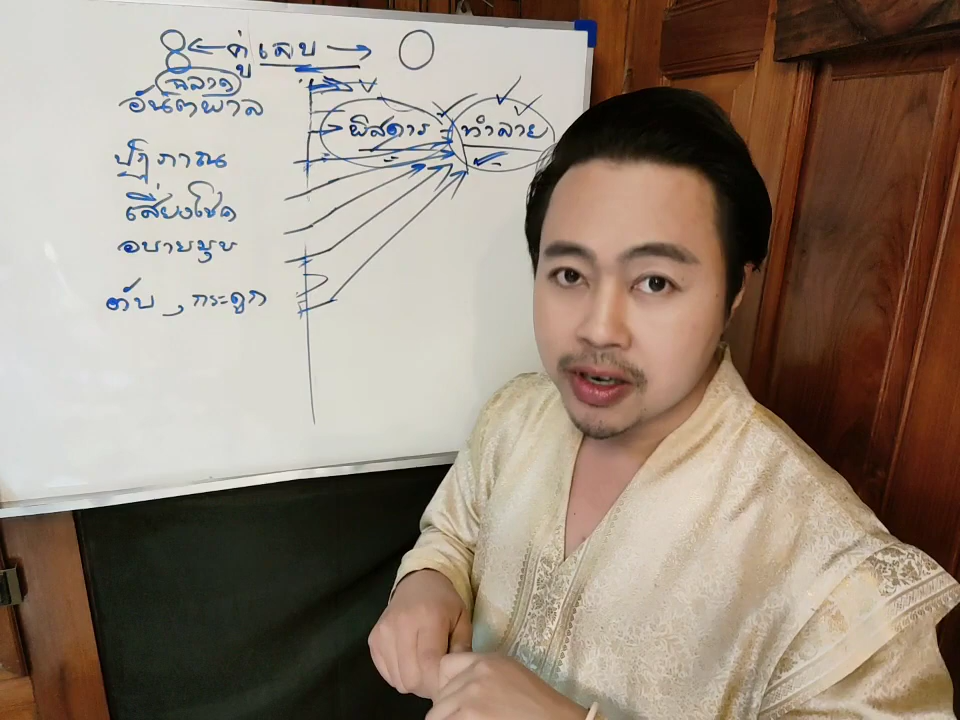 คู่ เสบ
ฉลาด
อันตพาล
พิสดาร ทำลาย
ปฏิภาณ
เสี่ยงโชค
อบายมุข
ตับ , กระดูก